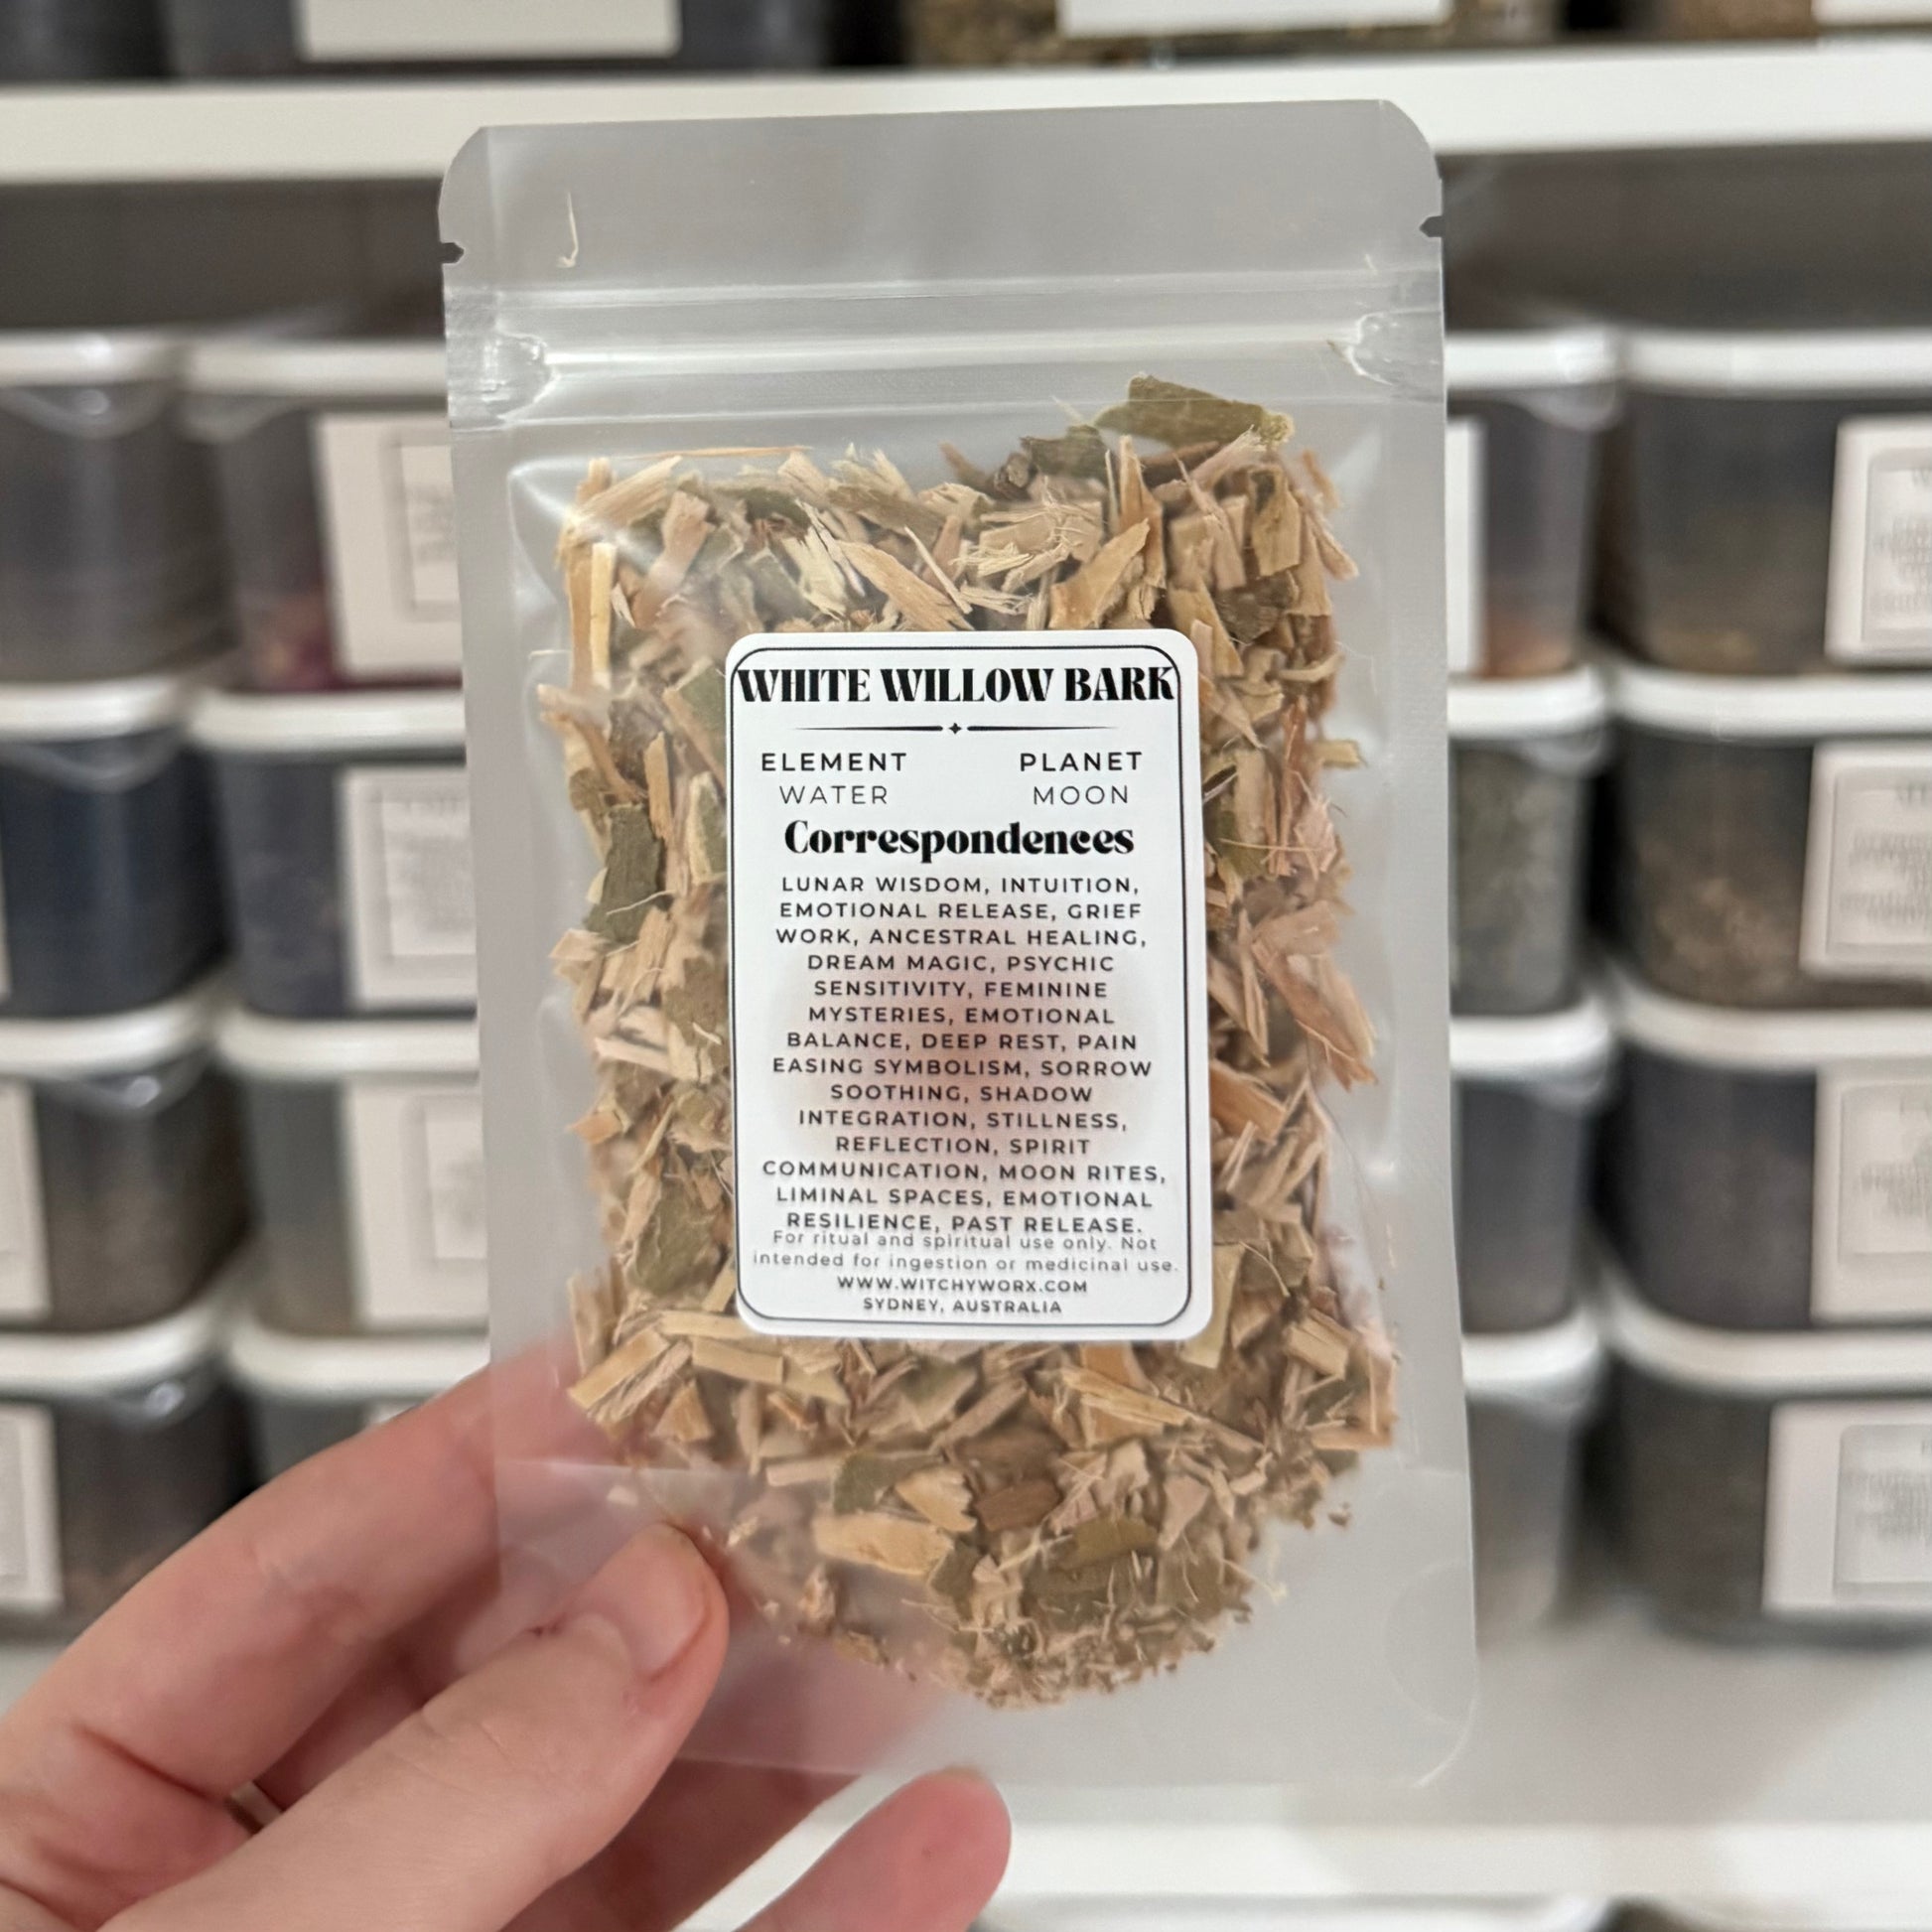 WHITE WILLOW BARK
ELEMENT PLANET
WATER MOON
Correspondences
LUNAR WISDOM, INTUITION,
EMOTIONAL RELEASE, GRIEF
WORK, ANCESTRAL HEALING,
DREAM MAGIC, PSYCHIC
SENSITIVITY, FEMININE
MYSTERIES, EMOTIONAL
BALANCE, DEEP REST, PAIN
EASING SYMBOLISM, SORROW
SOOTHING, SHADOW
INTEGRATION, STILLNESS,
REFLECTION, SPIRIT
COMMUNICATION, MOON RITES,
LIMINAL SPACES, EMOTIONAL
RESILIENCE, PAST RELEASE.
For ritual and spiritual use only. Not
intended for ingestion or medicinal use.
WWW.WITCHYWORX.COM
SYDNEY, AUSTRALIA